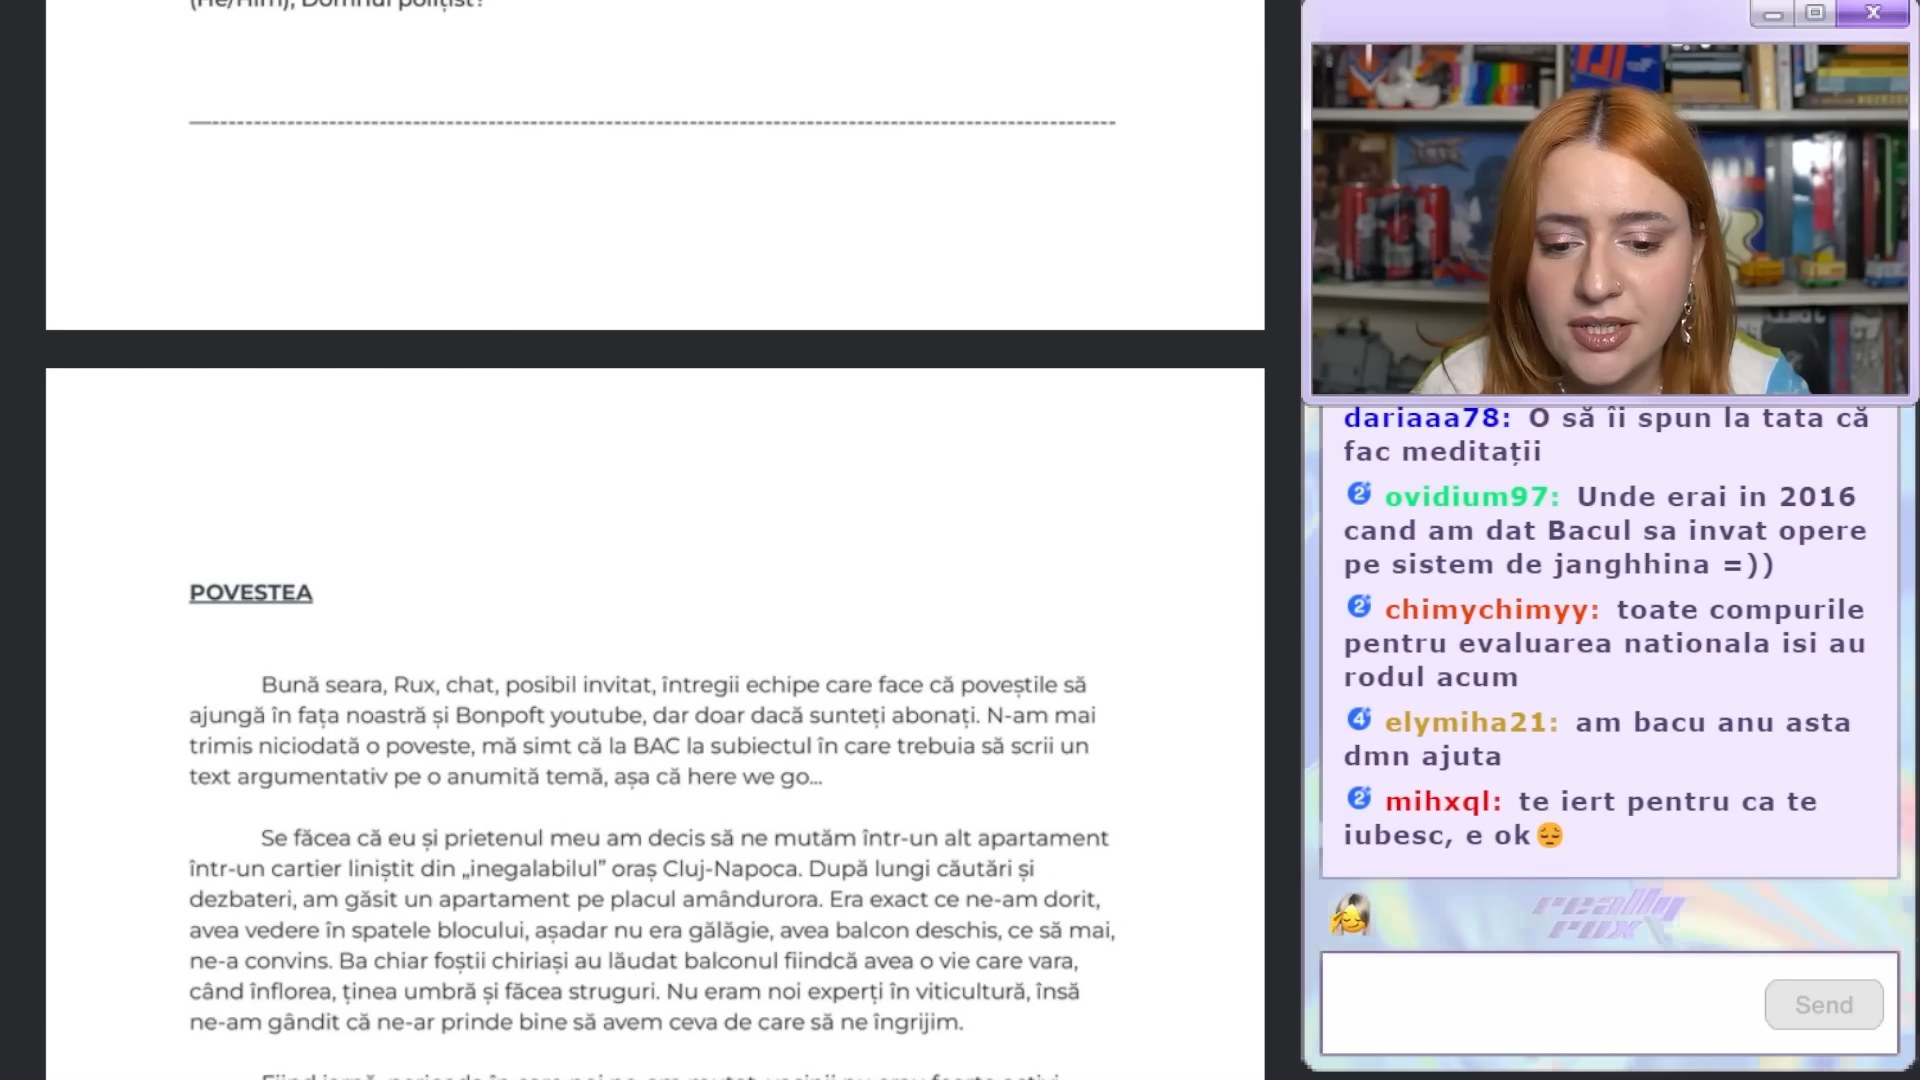 (He/Him), Domnul polițist?
POVESTEA
Bună seara, Rux, chat, posibil invitat, întregii echipe care face că poveștile să
ajungă în fața noastră și Bonpoft youtube, dar doar dacă sunteți abonați. N-am mai
trimis niciodată o poveste, mă simt că la BAC la subiectul în care trebuia să scrii un
text argumentativ pe o anumită temă, așa că here we go...
Se făcea că eu și prietenul meu am decis să ne mutăm într-un alt apartament
într-un cartier liniștit din „inegalabilul” oraș Cluj-Napoca. După lungi căutări și
dezbateri, am găsit un apartament pe placul amândurora. Era exact ce ne-am dorit,
avea vedere în spatele blocului, așadar nu era gălăgie, avea balcon deschis, ce să mai,
ne-a convins. Ba chiar foștii chiriași au lăudat balconul fiindcă avea o vie care vara,
când înflorea, ținea umbră și făcea struguri. Nu eram noi experți în viticultură, însă
ne-am gândit că ne-ar prinde bine să avem ceva de care să ne îngrijim.
dariaaa78: O să îi spun la tata că
fac meditații
2 ovidium97: Unde erai in 2016
cand am dat Bacul sa invat opere
pe sistem de janghhina =))
2 chimychimyy: toate compurile
pentru evaluarea nationala isi au
rodul acum
4 elymiha21: am bacu anu asta
dmn ajuta
2 mihxql: te iert pentru ca te
iubesc, e ok😔
really
rux
Send